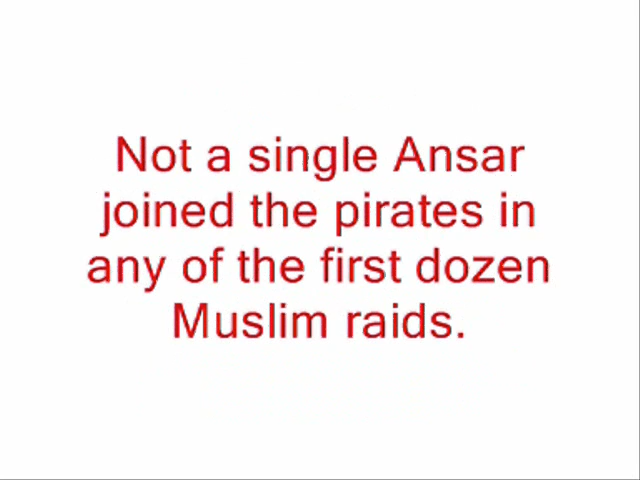 Not a single Ansar
joined the pirates in
any of the first dozen
Muslim raids.